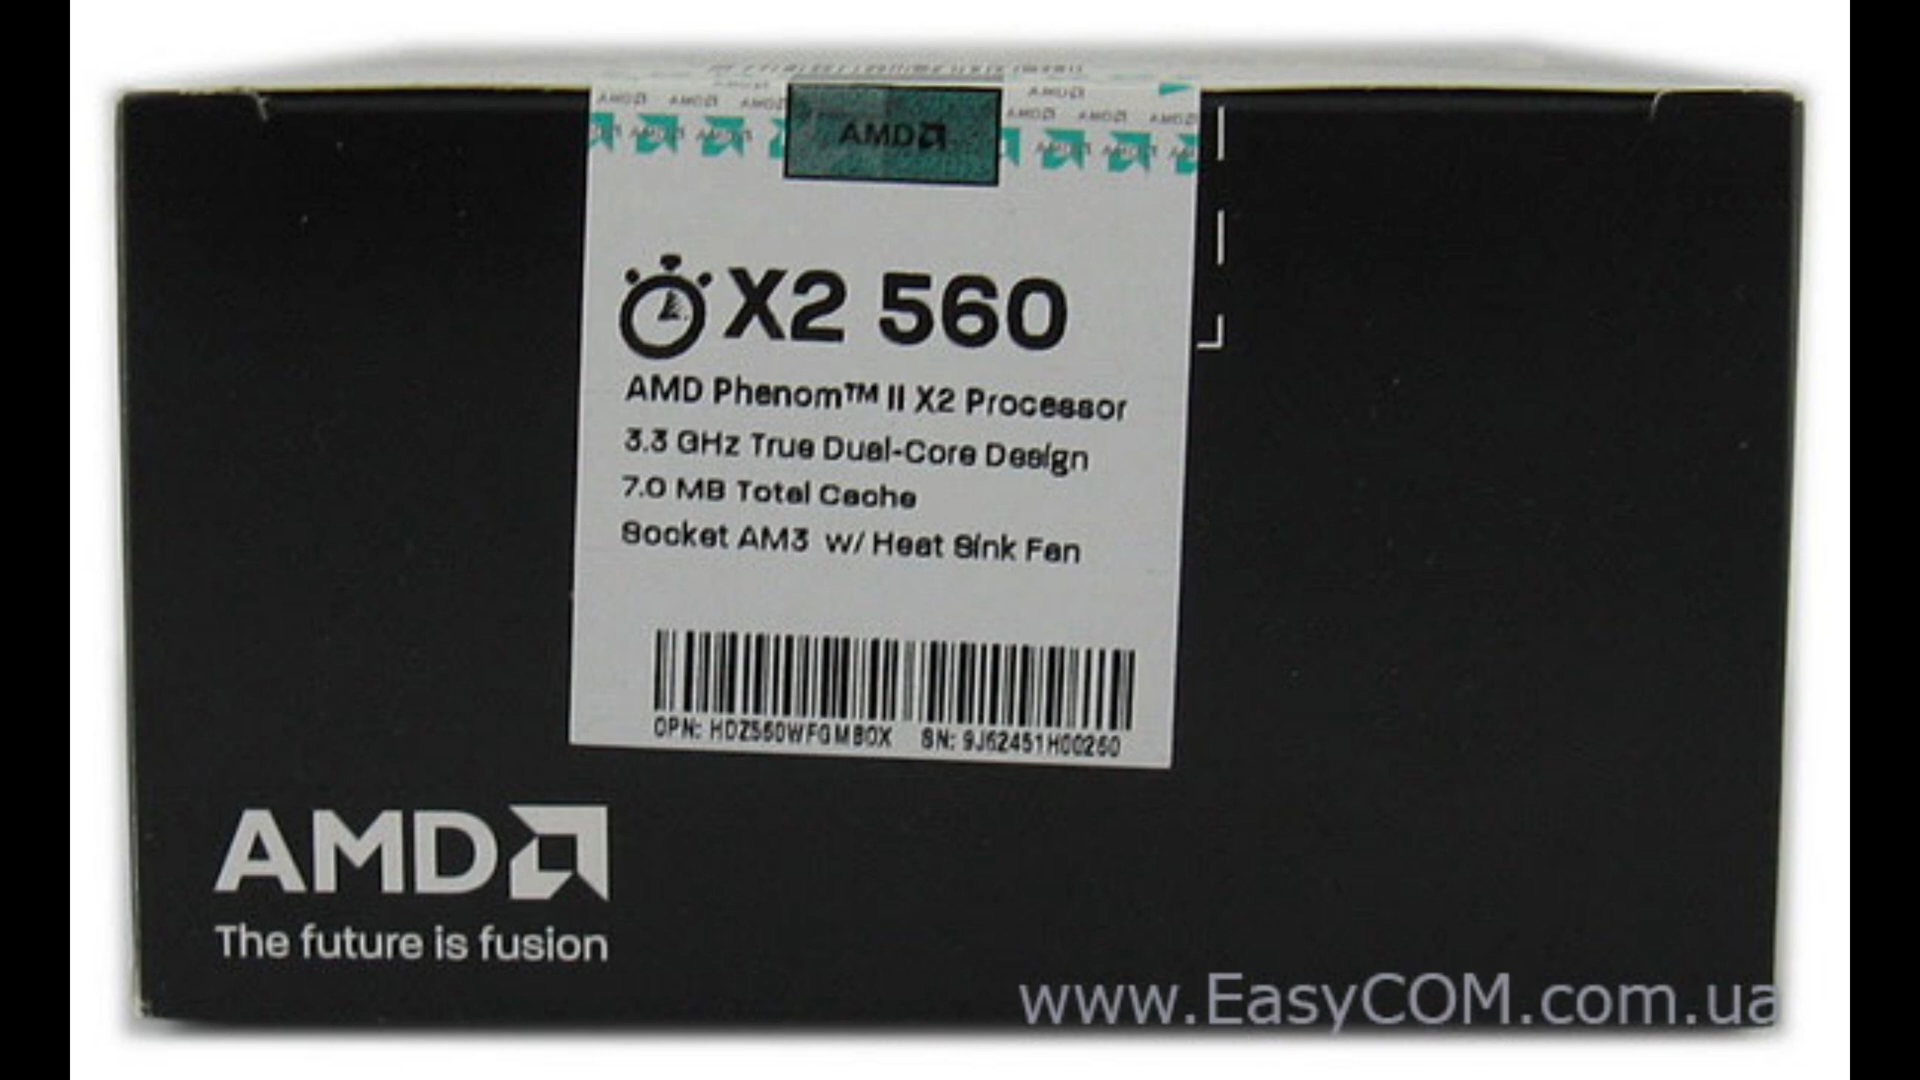 AMD
X2 560
AMD Phenom™ II X2 Processor
3.3 GHz True Dual-Core Design
7.0 MB Total Cache
Socket AM3 w/ Heat Sink Fan
OPN: HDZ560WFGMBOX SN: 9J62451H00260
AMD
The future is fusion
www.EasyCOM.com.ua